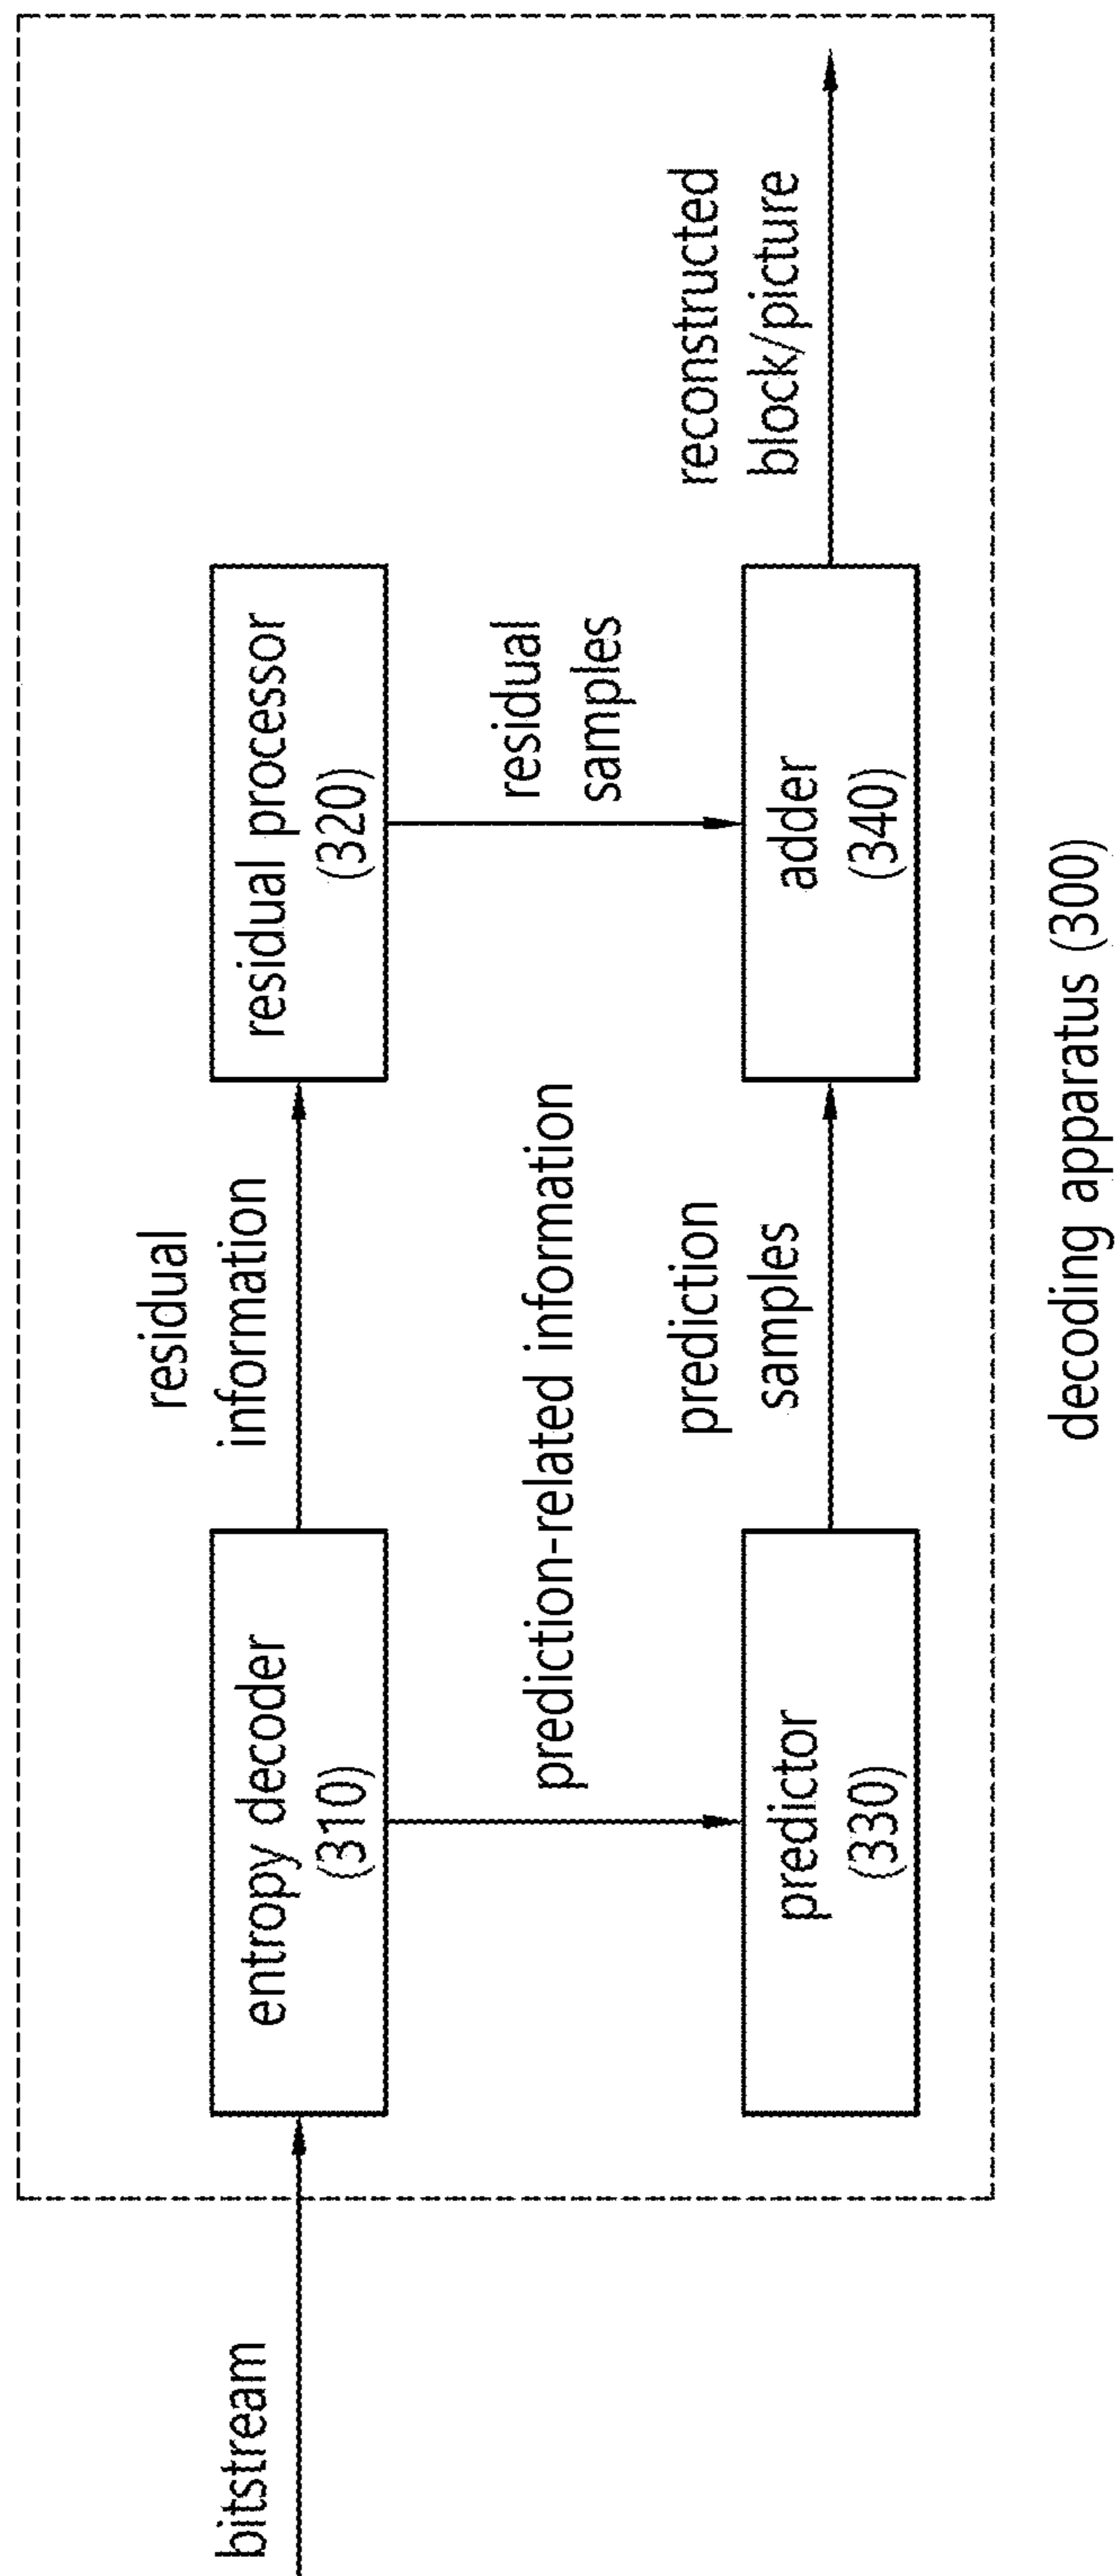 bitstream
entropy decoder
(310)
residual
information
residual processor
(320)
prediction-related information
residual
samples
predictor
(330)
prediction
samples
adder
(340)
reconstructed
block/picture
decoding apparatus (300)